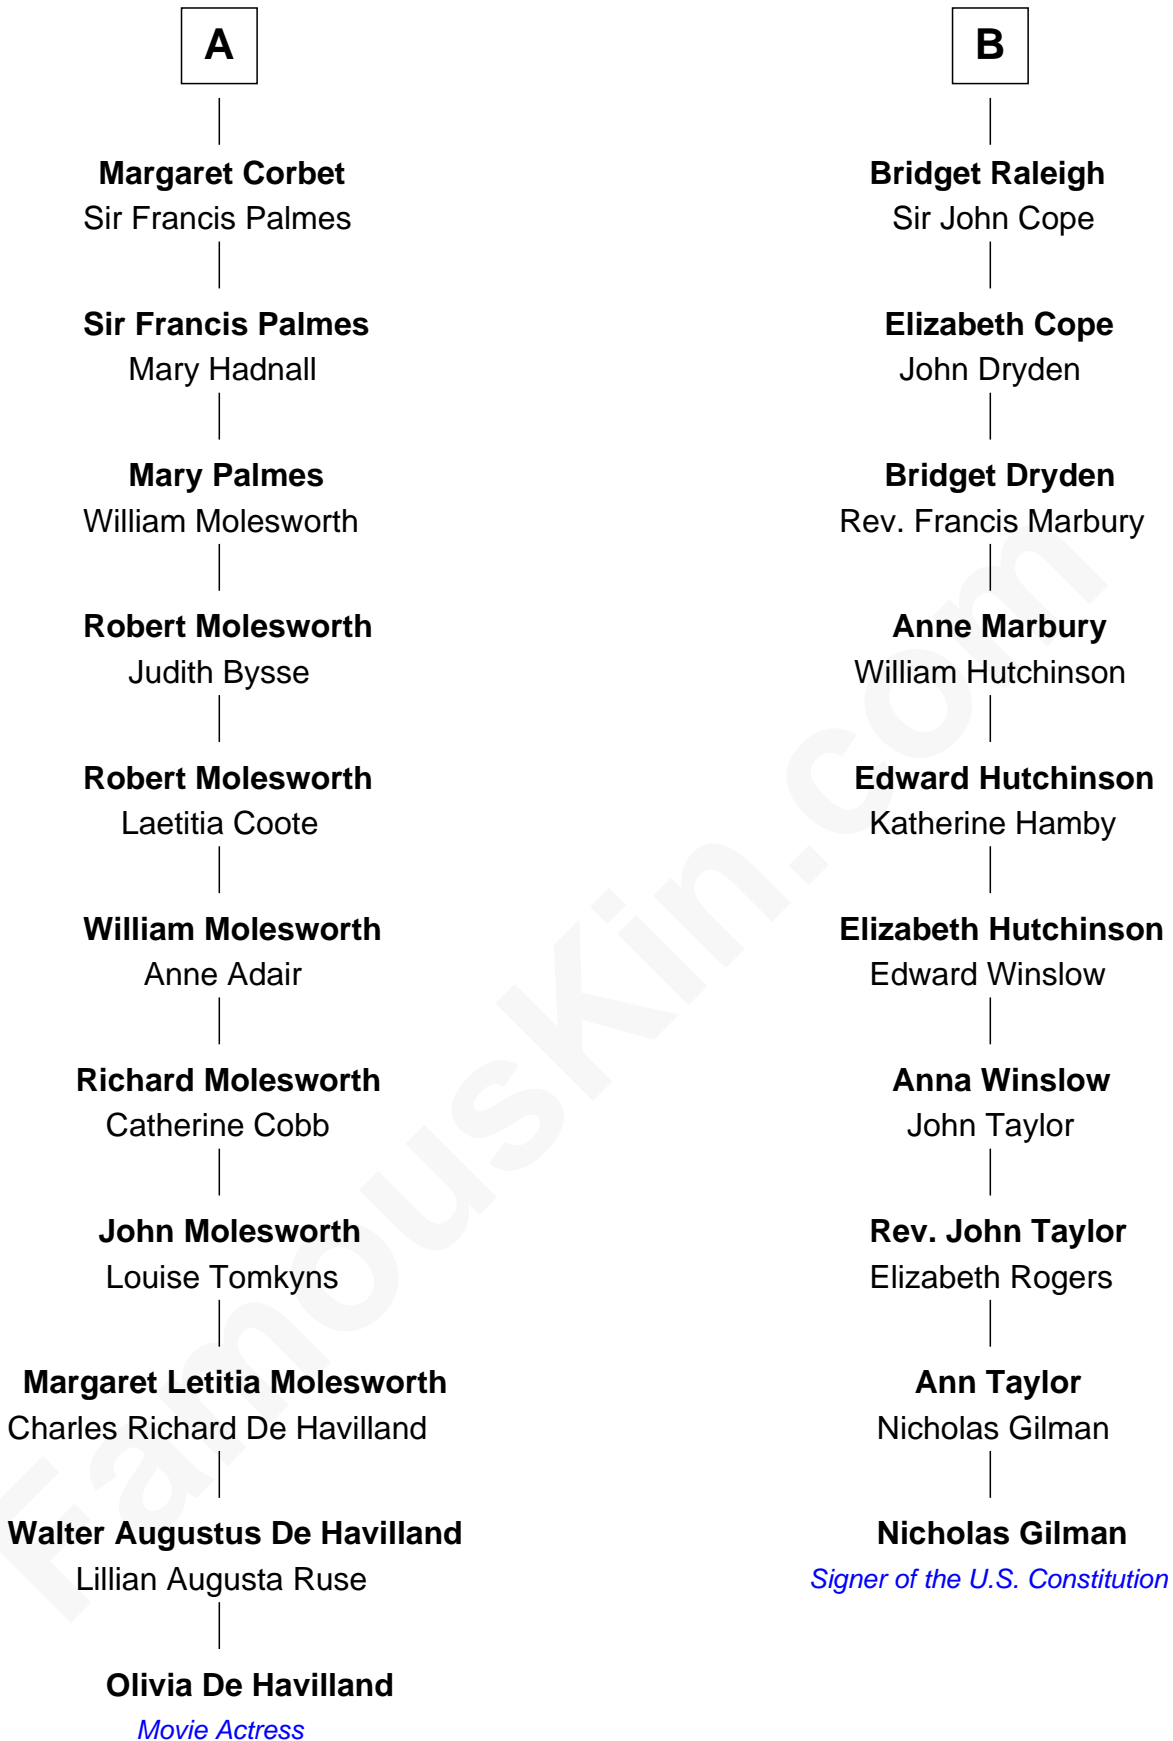 A
Margaret Corbet
Sir Francis Palmes
Sir Francis Palmes
Mary Hadnall
Mary Palmes
William Molesworth
Robert Molesworth
Judith Bysse
Robert Molesworth
Laetitia Coote
William Molesworth
Anne Adair
Richard Molesworth
Catherine Cobb
John Molesworth
Louise Tomkyns
Margaret Letitia Molesworth
Charles Richard De Havilland
Walter Augustus De Havilland
Lillian Augusta Ruse
Olivia De Havilland
Movie Actress
B
Bridget Raleigh
Sir John Cope
Elizabeth Cope
John Dryden
Bridget Dryden
Rev. Francis Marbury
Anne Marbury
William Hutchinson
Edward Hutchinson
Katherine Hamby
Elizabeth Hutchinson
Edward Winslow
Anna Winslow
John Taylor
Rev. John Taylor
Elizabeth Rogers
Ann Taylor
Nicholas Gilman
Nicholas Gilman
Signer of the U.S. Constitution
FamousKin.com